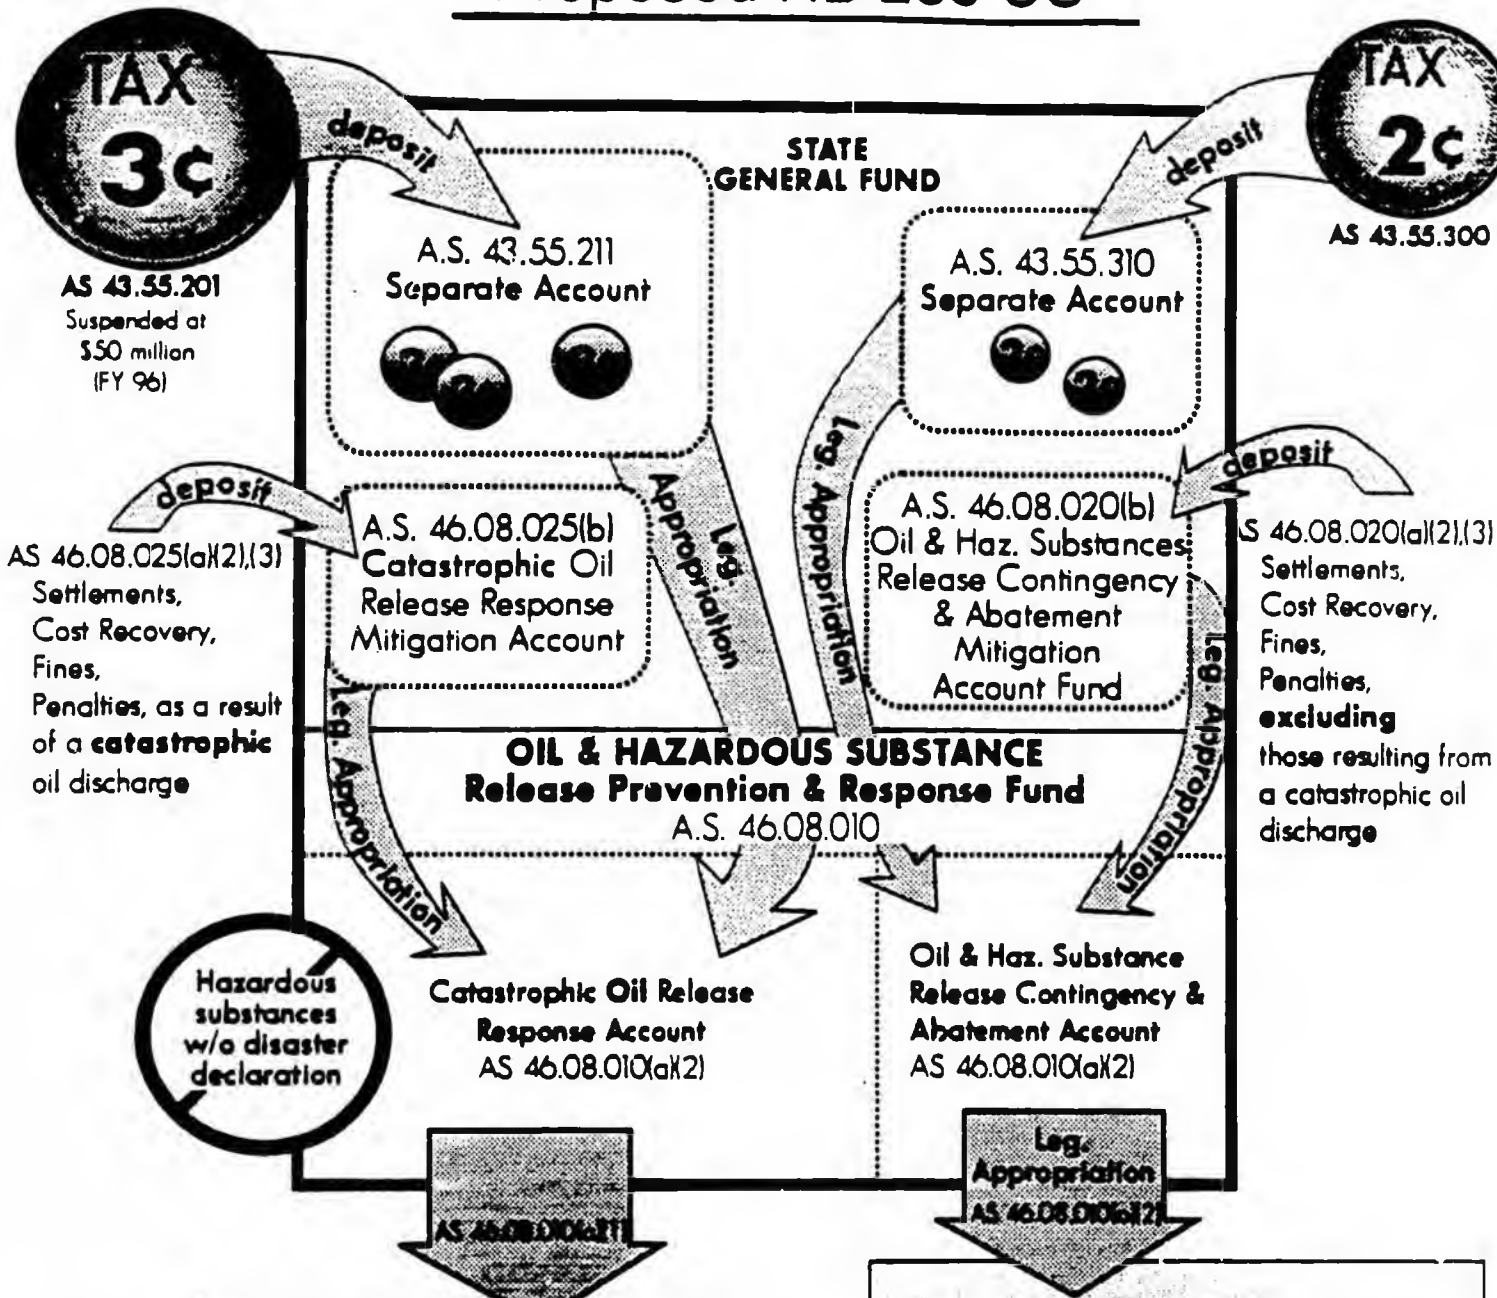 TAX
3¢
deposit
AS 43.55.201
Suspended at
$50 million
(FY 96)
STATE
GENERAL FUND
TAX
2¢
deposit
AS 43.55.300
A.S. 43.55.211
Separate Account
A.S. 43.55.310
Separate Account
Leg.
Appropriation
Leg. Appropriation
deposit
AS 46.08.025(a)(2),(3)
Settlements,
Cost Recovery,
Fines,
Penalties, as a result
of a catastrophic
oil discharge
A.S. 46.08.025(b)
Catastrophic Oil
Release Response
Mitigation Account
Leg. Appropriation
A.S. 46.08.020(b)
Oil & Haz. Substances
Release Contingency
& Abatement
Mitigation
Account Fund
Leg. Appropriation
deposit
AS 46.08.020(a)(2),(3)
Settlements,
Cost Recovery,
Fines,
Penalties,
excluding
those resulting from
a catastrophic oil
discharge
OIL & HAZARDOUS SUBSTANCE
Release Prevention & Response Fund
A.S. 46.08.010
Hazardous
substances
w/o disaster
declaration
Catastrophic Oil Release
Response Account
AS 46.08.010(a)(2)
Oil & Haz. Substance
Release Contingency &
Abatement Account
AS 46.08.010(a)(2)
Leg.
Appropriation